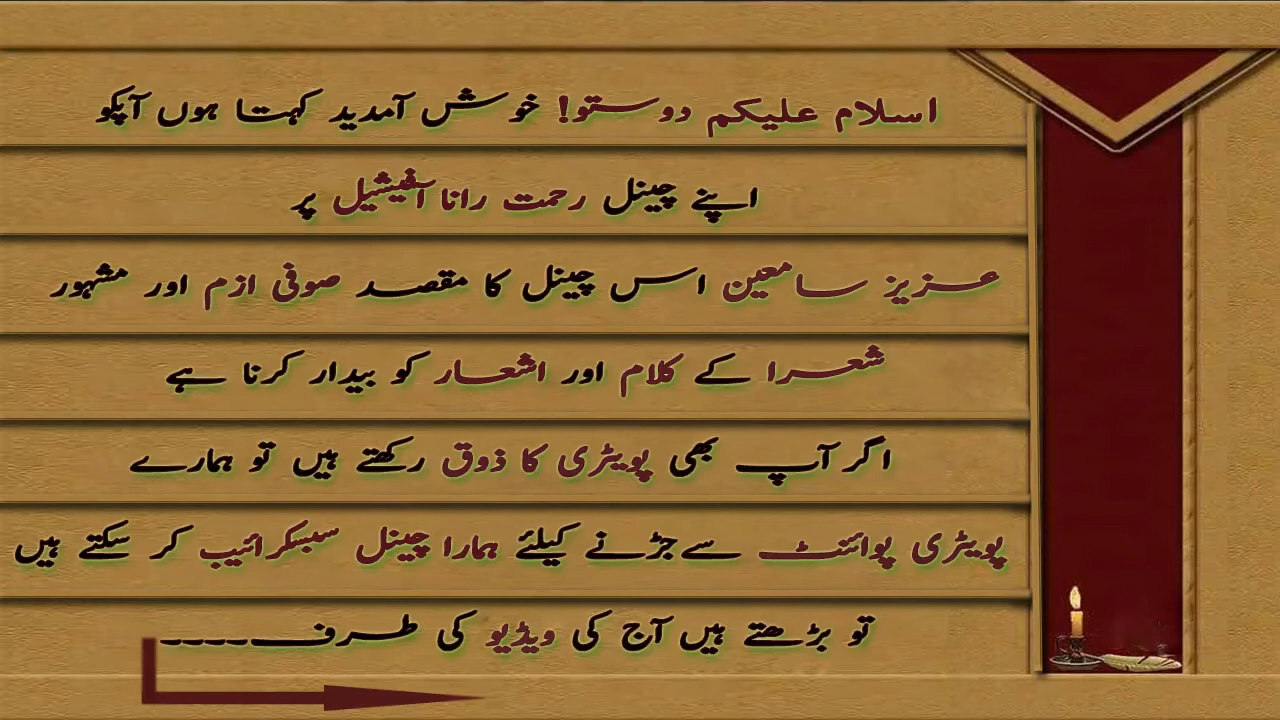 اسلام علیکم دوستو! خوش آمدید کہتا ہوں آپکو
اپنے چینل رحمت رانا آفیشیل پر
عزیز سامعین اس چینل کا مقصد صوفی ازم اور مشہور
شعرا کے کلام اور اشعار کو بیدار کرنا ہے
اگر آپ بھی پویٹری کا ذوق رکھتے ہیں تو ہمارے
پویٹری پوائنٹ سے جڑنے کیلئے ہمارا چینل سبسکرائیب کر سکتے ہیں
تو بڑھتے ہیں آج کی ویڈیو کی طرف۔۔۔۔